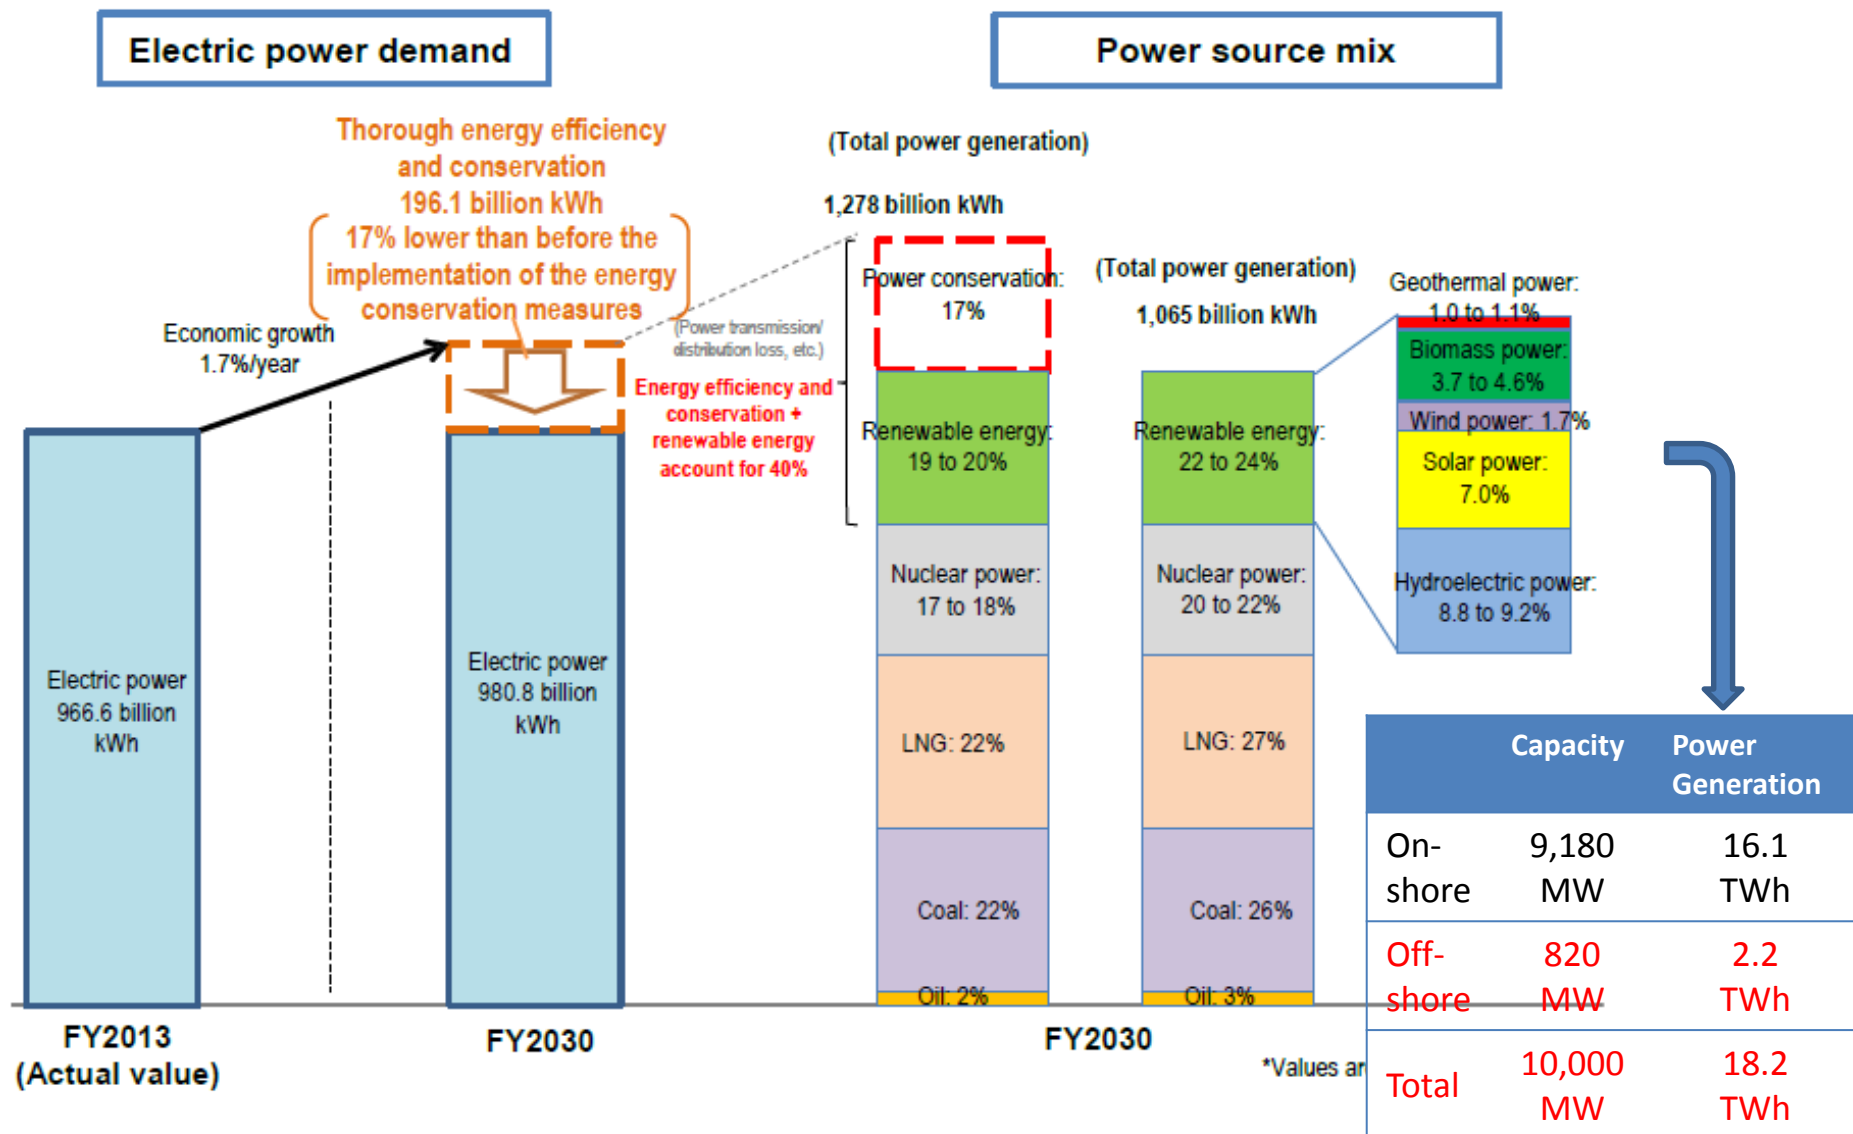 Electric power demand
Power source mix
Thorough energy efficiency
and conservation
196.1 billion kWh
17% lower than before the
implementation of the energy
conservation measures
Economic growth
1.7%/year
(Power transmission/
distribution loss, etc.)
Energy efficiency and
conservation +
renewable energy
account for 40%
Electric power
966.6 billion
kWh
Electric power
980.8 billion
kWh
FY2013
(Actual value)
FY2030
(Total power generation)
1,278 billion kWh
Power conservation:
17%
Renewable energy:
19 to 20%
Nuclear power:
17 to 18%
LNG: 22%
Coal: 22%
Oil: 2%
(Total power generation)
1,065 billion kWh
Renewable energy:
22 to 24%
Nuclear power:
20 to 22%
LNG: 27%
Coal: 26%
Oil: 3%
FY2030
Geothermal power:
1.0 to 1.1%
Biomass power:
3.7 to 4.6%
Wind power: 1.7%
Solar power:
7.0%
Hydroelectric power:
8.8 to 9.2%
*Values ar
Capacity Power
Generation
On- 9,180 16.1
shore MW TWh
Off- 820 2.2
shore MW TWh
Total 10,000 18.2
MW TWh